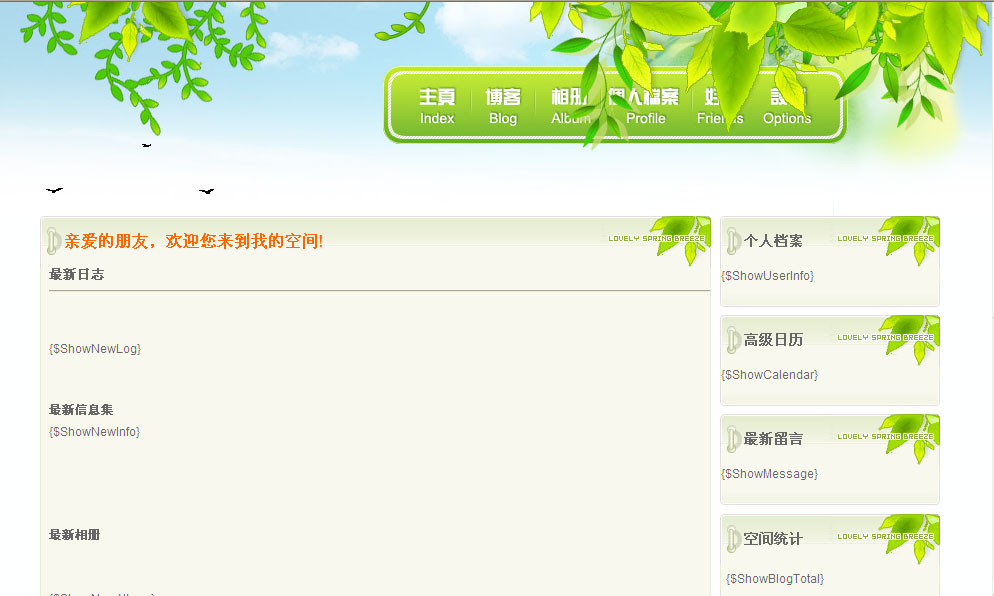 主頁 博客 相册 個人檔案
Index Blog Album Profile Friends Options
亲爱的朋友，欢迎您来到我的空间!
LOVELY SPRING BREEZE
最新日志
{$ShowNewLog}
最新信息集
{$ShowNewInfo}
最新相册
个人档案
LOVELY SPRING BREEZE
{$ShowUserInfo}
高级日历
LOVELY SPRING BREEZE
{$ShowCalendar}
最新留言
LOVELY SPRING BREEZE
{$ShowMessage}
空间统计
LOVELY SPRING BREEZE
{$ShowBlogTotal}